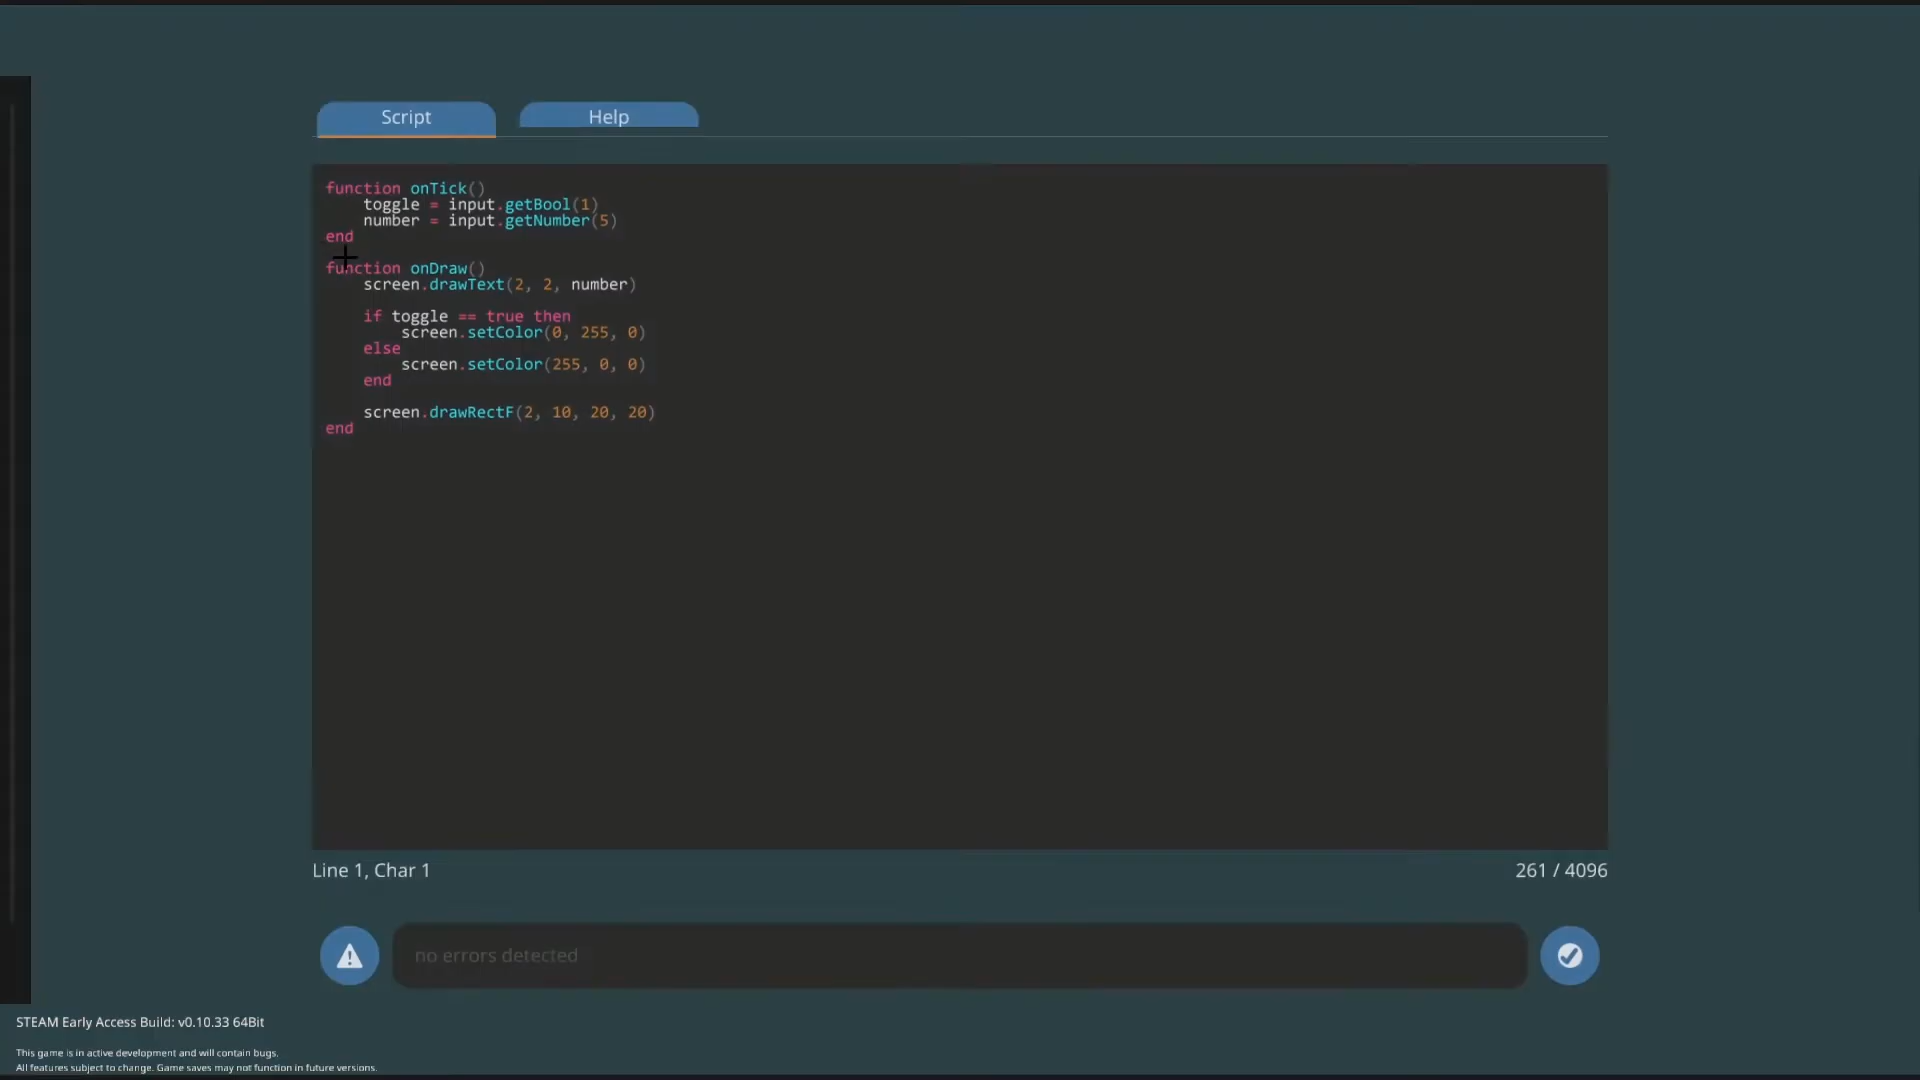 Script Help
function onTick()
    toggle = input.getBool(1)
    number = input.getNumber(5)
end
function onDraw()
    screen.drawText(2, 2, number)
    if toggle == true then
        screen.setColor(0, 255, 0)
    else
        screen.setColor(255, 0, 0)
    end
    screen.drawRectF(2, 10, 20, 20)
end
Line 1, Char 1 261 / 4096
no errors detected
STEAM Early Access Build: v0.10.33 64Bit
This game is in active development and will contain bugs.
All features subject to change. Game saves may not function in future versions.